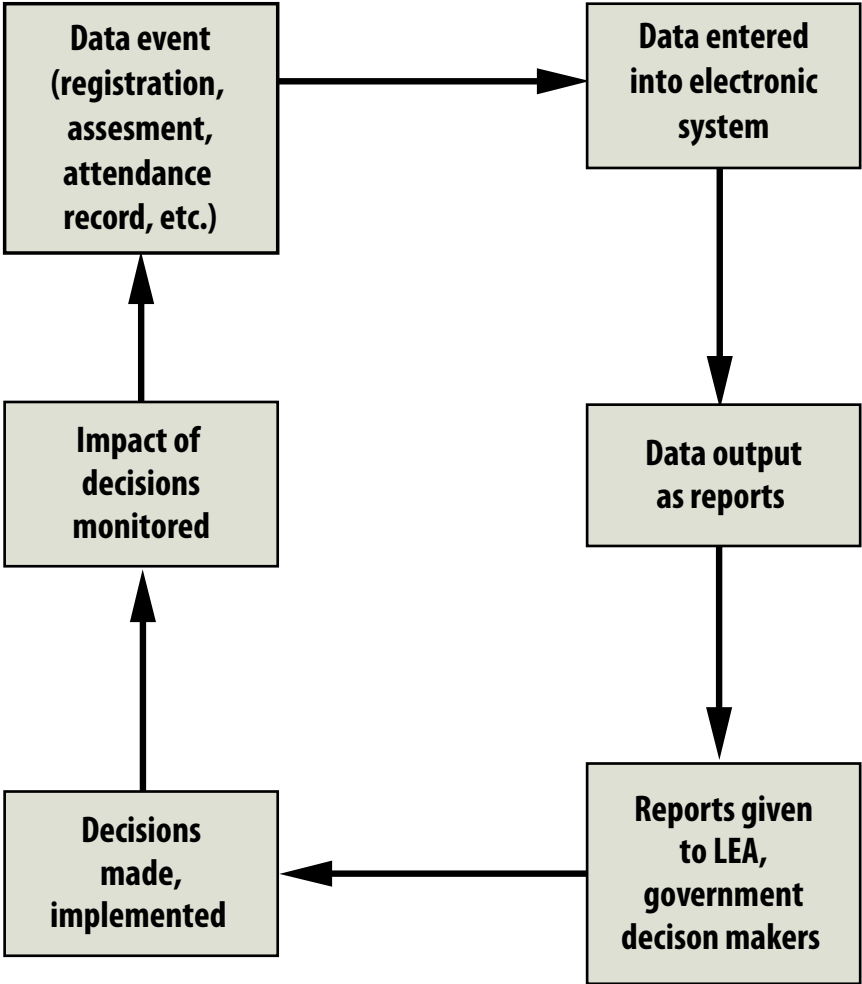 Data event
(registration,
assesment,
attendance
record, etc.)
Data entered
into electronic
system
Data output
as reports
Reports given
to LEA,
government
decison makers
Decisions
made,
implemented
Impact of
decisions
monitored